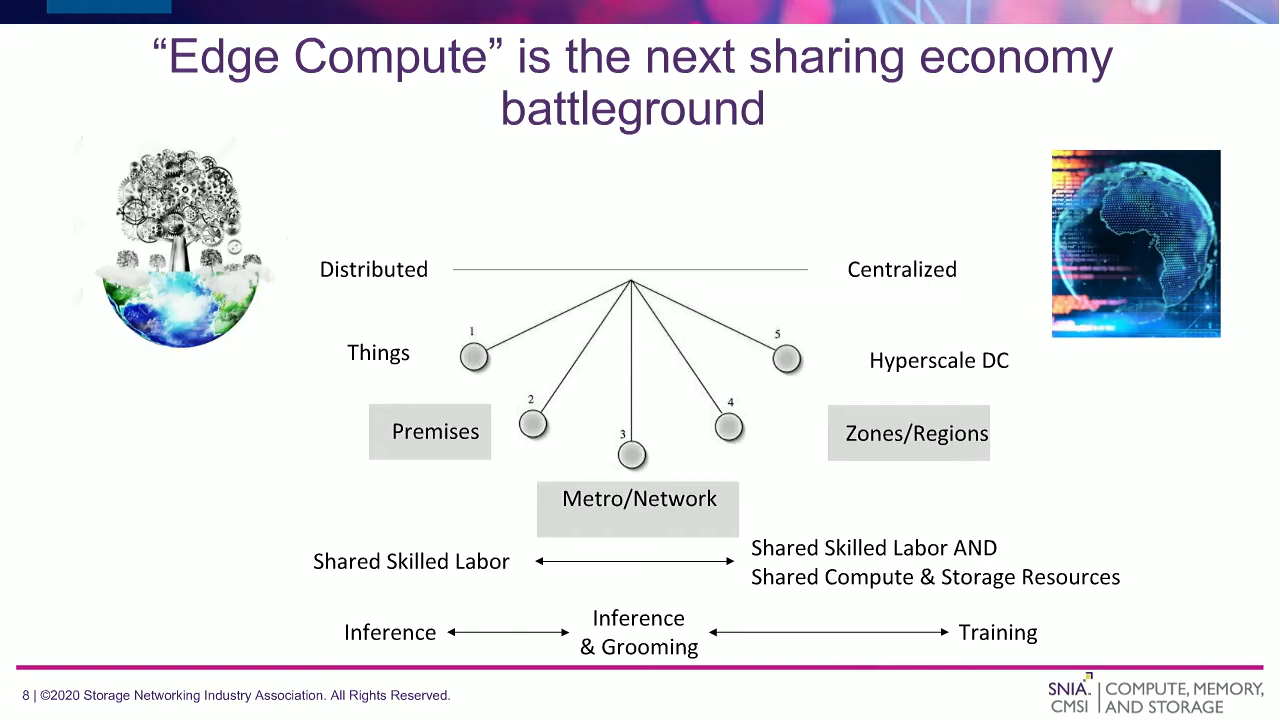 “Edge Compute” is the next sharing economy
battleground
Distributed
Centralized
1
5
Things
Hyperscale DC
2
4
Premises
3
Zones/Regions
Metro/Network
Shared Skilled Labor
Shared Skilled Labor AND
Shared Compute & Storage Resources
Inference
Inference
& Grooming
Training
8 | ©2020 Storage Networking Industry Association. All Rights Reserved.
SNIA.
CMSI
COMPUTE, MEMORY,
AND STORAGE